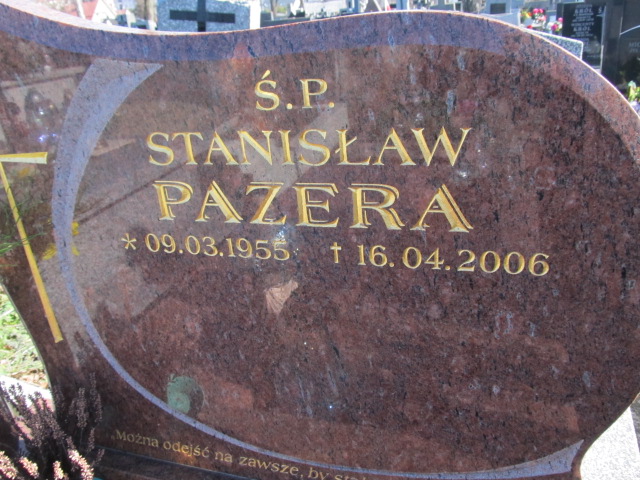 Ś.P.
STANISŁAW
PAZERA
* 09.03.1955 † 16.04.2006
„Można odejść na zawsze, by